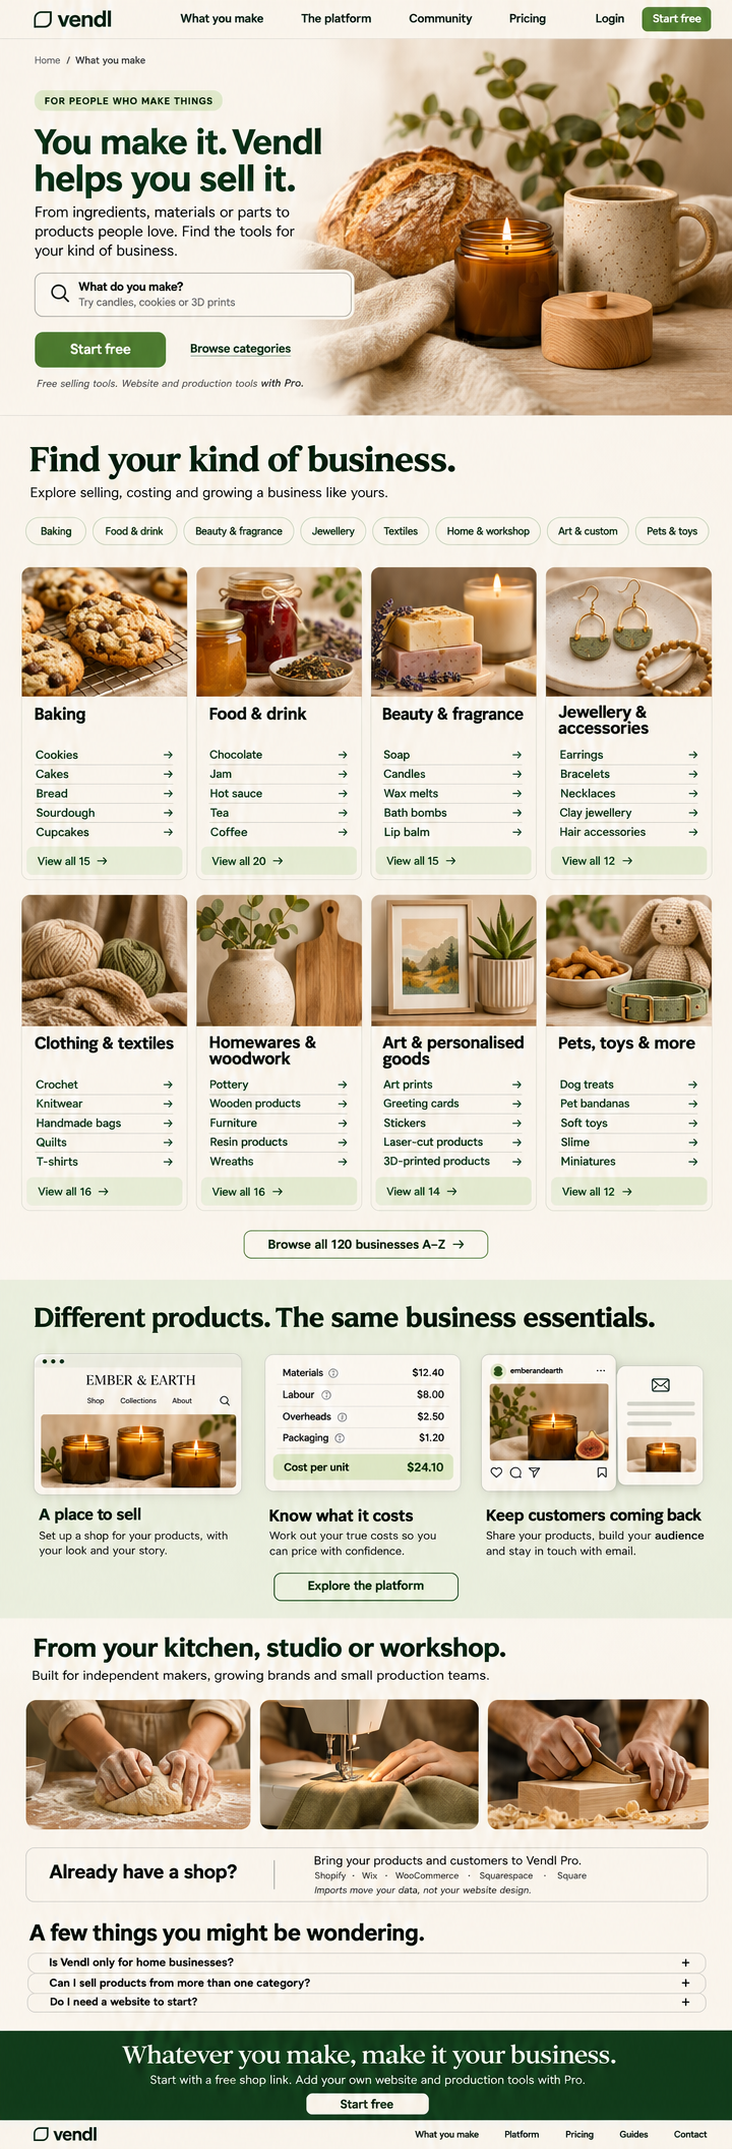 vendl
What you make
The platform
Community
Pricing
Login
Start free
Home / What you make
FOR PEOPLE WHO MAKE THINGS
You make it. Vendl
helps you sell it.
From ingredients, materials or parts to
products people love. Find the tools for
your kind of business.
What do you make?
Try candles, cookies or 3D prints
Start free
Browse categories
Free selling tools. Website and production tools with Pro.
Find your kind of business.
Explore selling, costing and growing a business like yours.
Baking
Food & drink
Beauty & fragrance
Jewellery
Textiles
Home & workshop
Art & custom
Pets & toys
Baking
Cookies →
Cakes →
Bread →
Sourdough →
Cupcakes →
View all 15 →
Food & drink
Chocolate →
Jam →
Hot sauce →
Tea →
Coffee →
View all 20 →
Beauty & fragrance
Soap →
Candles →
Wax melts →
Bath bombs →
Lip balm →
View all 15 →
Jewellery &
accessories
Earrings →
Bracelets →
Necklaces →
Clay jewellery →
Hair accessories →
View all 12 →
Clothing & textiles
Crochet →
Knitwear →
Handmade bags →
Quilts →
T-shirts →
View all 16 →
Homewares &
woodwork
Pottery →
Wooden products →
Furniture →
Resin products →
Wreaths →
View all 16 →
Art & personalised
goods
Art prints →
Greeting cards →
Stickers →
Laser-cut products →
3D-printed products →
View all 14 →
Pets, toys & more
Dog treats →
Pet bandanas →
Soft toys →
Slime →
Miniatures →
View all 12 →
Browse all 120 businesses A–Z →
Different products. The same business essentials.
EMBER & EARTH
Shop Collections About
A place to sell
Set up a shop for your products, with
your look and your story.
Materials $12.40
Labour $8.00
Overheads $2.50
Packaging $1.20
Cost per unit $24.10
Know what it costs
Work out your true costs so you
can price with confidence.
emberandearth
Keep customers coming back
Share your products, build your audience
and stay in touch with email.
Explore the platform
From your kitchen, studio or workshop.
Built for independent makers, growing brands and small production teams.
Already have a shop?
Bring your products and customers to Vendl Pro.
Shopify · Wix · WooCommerce · Squarespace · Square
Imports move your data, not your website design.
A few things you might be wondering.
Is Vendl only for home businesses? +
Can I sell products from more than one category? +
Do I need a website to start? +
Whatever you make, make it your business.
Start with a free shop link. Add your own website and production tools with Pro.
Start free
vendl
What you make
Platform
Pricing
Guides
Contact